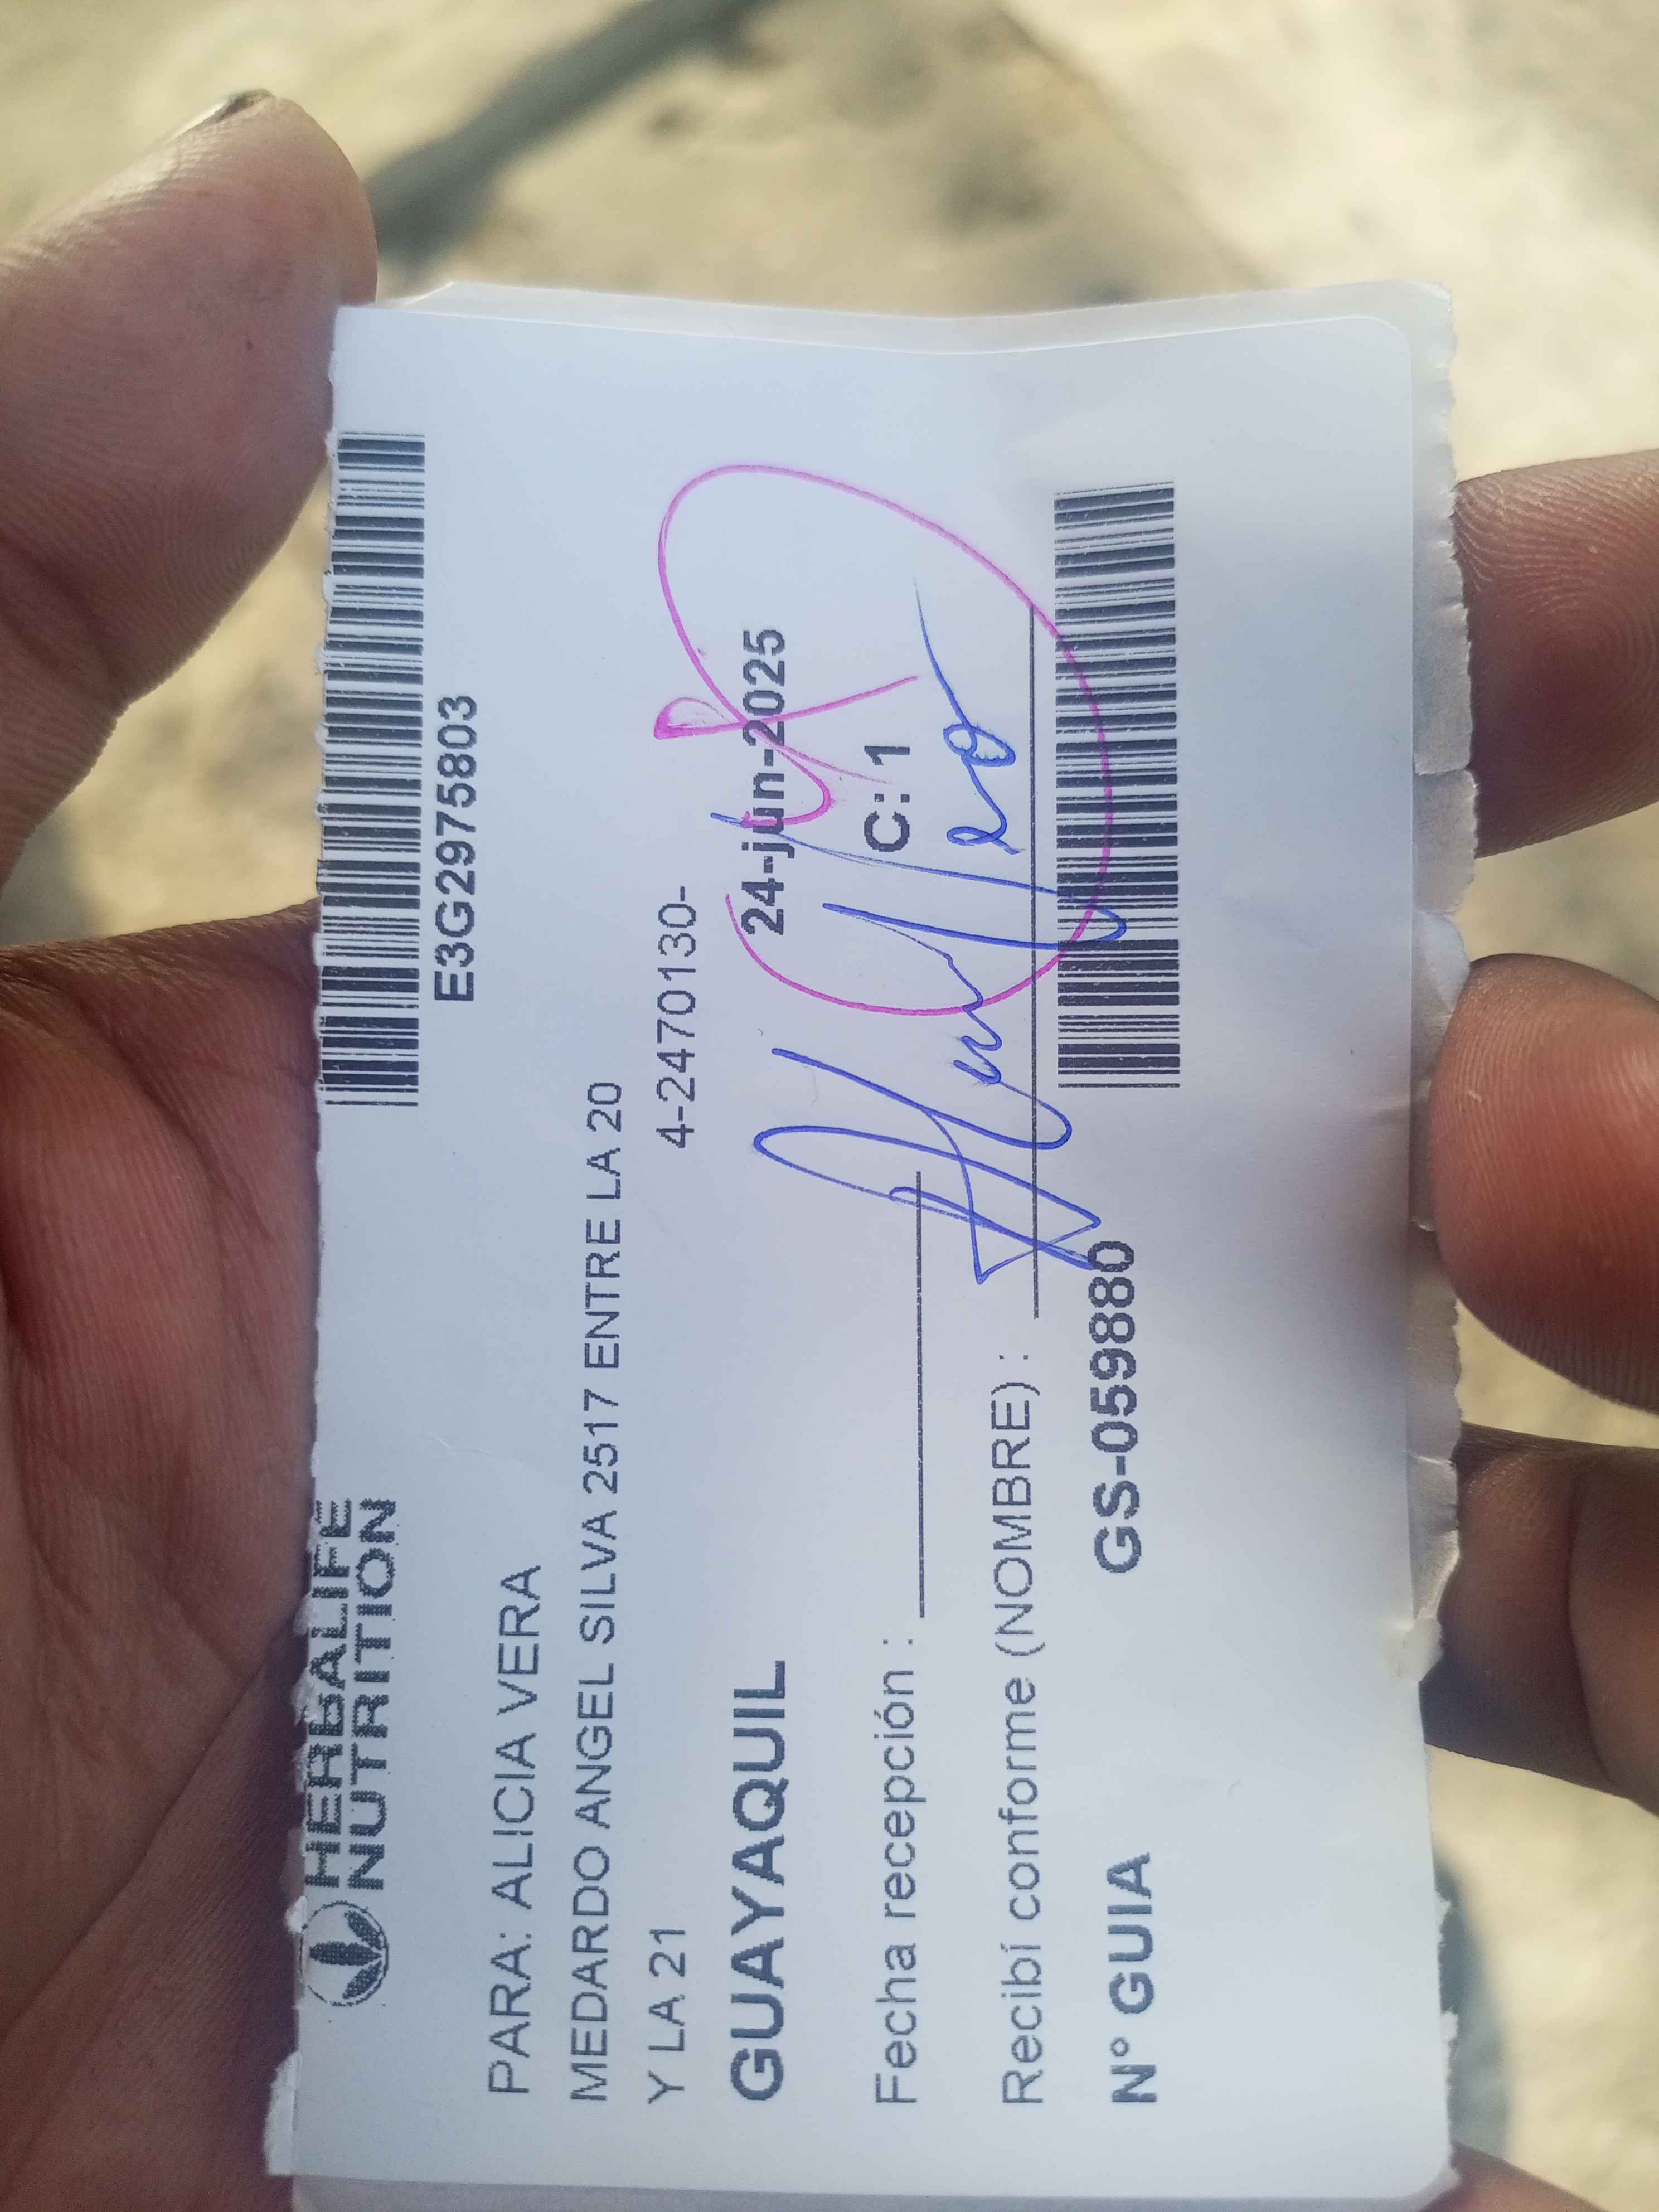 HERBALIFE
NUTRITION
E3G2975803
PARA: ALICIA VERA
MEDARDO ANGEL SILVA 2517 ENTRE LA 20
Y LA 21
4-2470130-
GUAYAQUIL
24-jun-2025
C: 1
Fecha recepción :
Recibí conforme (NOMBRE) :
N° GUIA
GS-059880